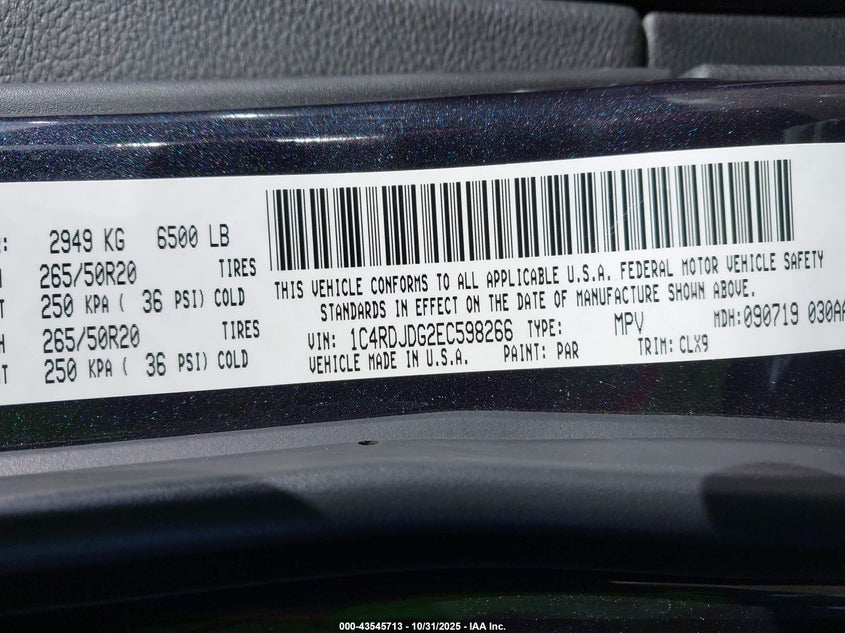 : 2949 KG 6500 LB
265/50R20 TIRES
250 KPA ( 36 PSI) COLD
265/50R20 TIRES
250 KPA ( 36 PSI) COLD
THIS VEHICLE CONFORMS TO ALL APPLICABLE U.S.A. FEDERAL MOTOR VEHICLE SAFETY
STANDARDS IN EFFECT ON THE DATE OF MANUFACTURE SHOWN ABOVE.
VIN: 1C4RDJDG2EC598266 TYPE: MPV MDH:090719 030AA
VEHICLE MADE IN U.S.A. PAINT: PAR TRIM: CLX9
000-43545713 - 10/31/2025 - IAA Inc.